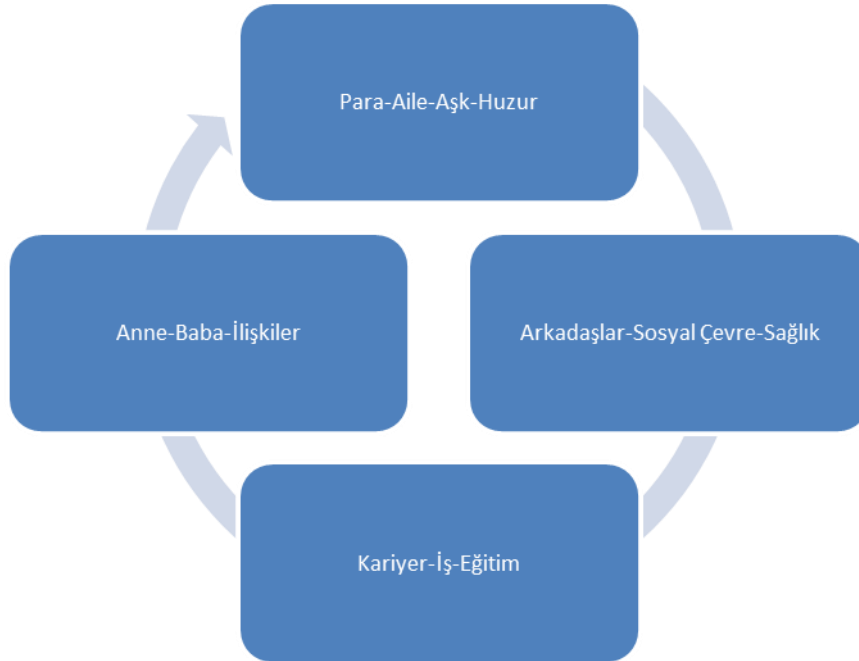 Para-Aile-Aşk-Huzur
Anne-Baba-İlişkiler
Arkadaşlar-Sosyal Çevre-Sağlık
Kariyer-İş-Eğitim